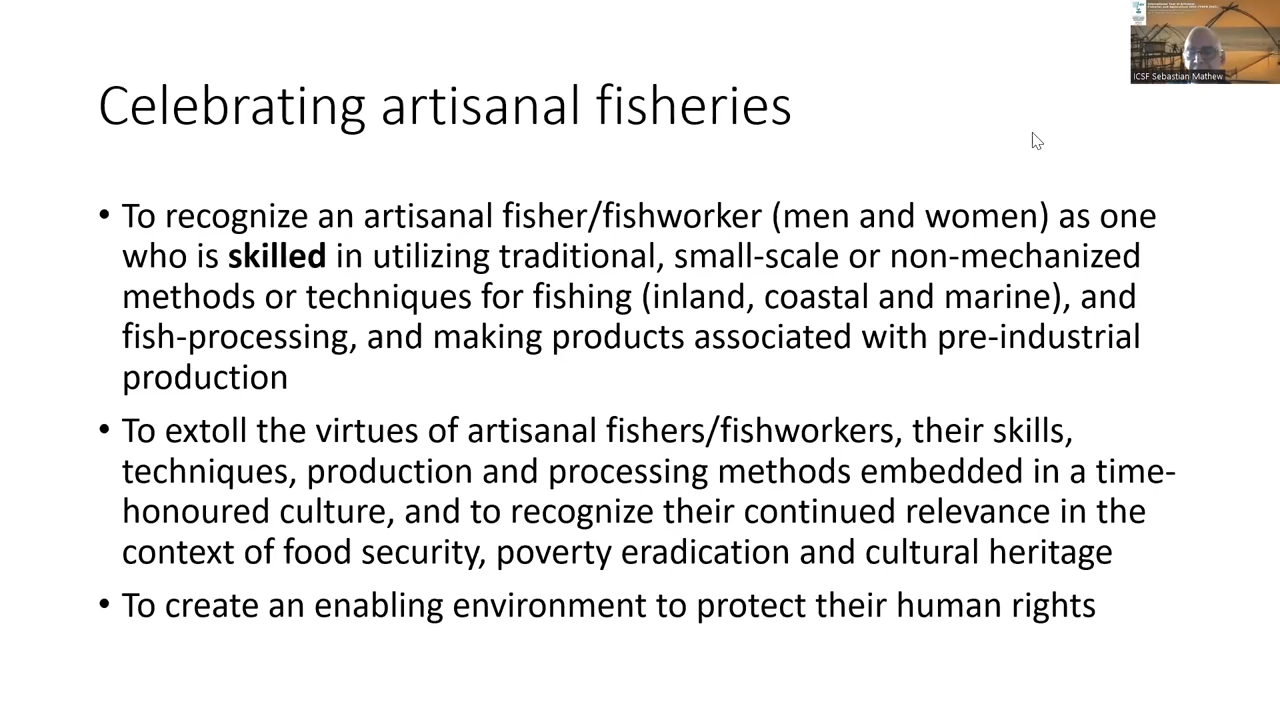 ICSF Sebastian Mathew
Celebrating artisanal fisheries
• To recognize an artisanal fisher/fishworker (men and women) as one
who is skilled in utilizing traditional, small-scale or non-mechanized
methods or techniques for fishing (inland, coastal and marine), and
fish-processing, and making products associated with pre-industrial
production
• To extoll the virtues of artisanal fishers/fishworkers, their skills,
techniques, production and processing methods embedded in a time-
honoured culture, and to recognize their continued relevance in the
context of food security, poverty eradication and cultural heritage
• To create an enabling environment to protect their human rights